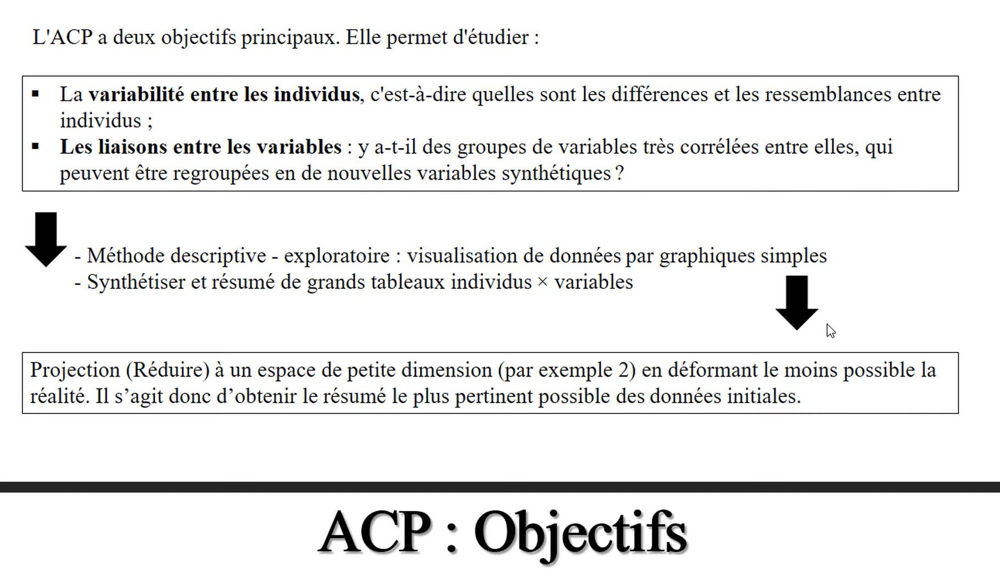 L'ACP a deux objectifs principaux. Elle permet d'étudier :
▪ La variabilité entre les individus, c'est-à-dire quelles sont les différences et les ressemblances entre
individus ;
▪ Les liaisons entre les variables : y a-t-il des groupes de variables très corrélées entre elles, qui
peuvent être regroupées en de nouvelles variables synthétiques ?
- Méthode descriptive - exploratoire : visualisation de données par graphiques simples
- Synthétiser et résumé de grands tableaux individus × variables
Projection (Réduire) à un espace de petite dimension (par exemple 2) en déformant le moins possible la
réalité. Il s’agit donc d’obtenir le résumé le plus pertinent possible des données initiales.
ACP : Objectifs